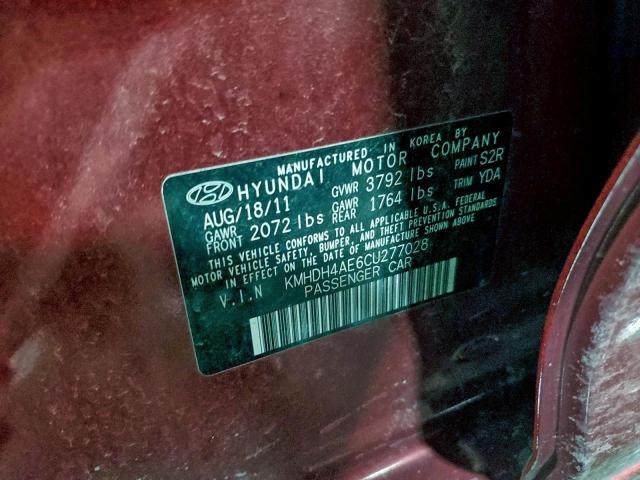 MANUFACTURED IN KOREA BY
HYUNDAI MOTOR COMPANY
AUG/18/11 GVWR 3792 lbs PAINT S2R
GAWR FRONT 2072 lbs GAWR REAR 1764 lbs TRIM YDA
THIS VEHICLE CONFORMS TO ALL APPLICABLE U.S.A. FEDERAL
MOTOR VEHICLE SAFETY, BUMPER, AND THEFT PREVENTION STANDARDS
IN EFFECT ON THE DATE OF MANUFACTURE SHOWN ABOVE
V.I.N KMHDH4AE6CU277028
PASSENGER CAR